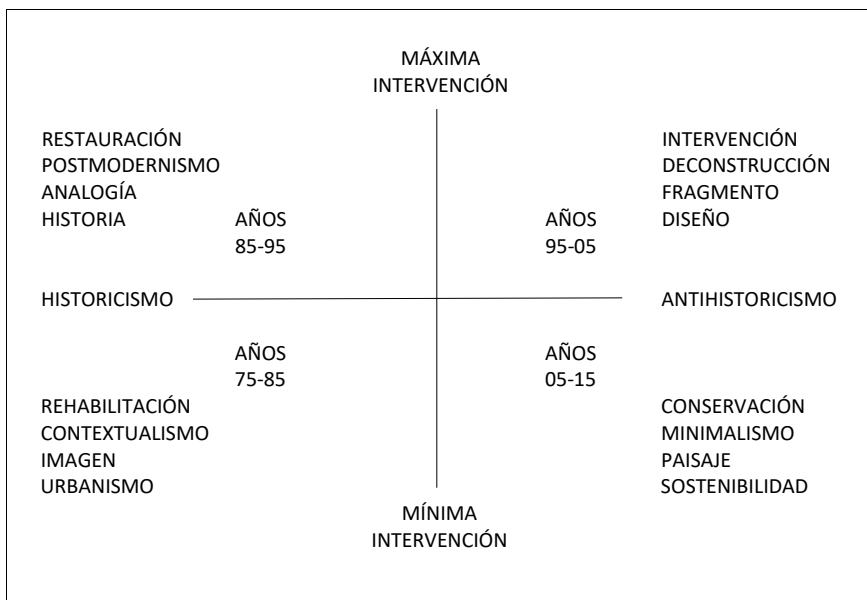 MÁXIMA
INTERVENCIÓN
RESTAURACIÓN
POSTMODERNISMO
ANALOGÍA
HISTORIA
AÑOS
85-95
INTERVENCIÓN
DECONSTRUCCIÓN
FRAGMENTO
DISEÑO
AÑOS
95-05
HISTORICISMO
ANTIHISTORICISMO
AÑOS
75-85
REHABILITACIÓN
CONTEXTUALISMO
IMAGEN
URBANISMO
AÑOS
05-15
CONSERVACIÓN
MINIMALISMO
PAISAJE
SOSTENIBILIDAD
MÍNIMA
INTERVENCIÓN